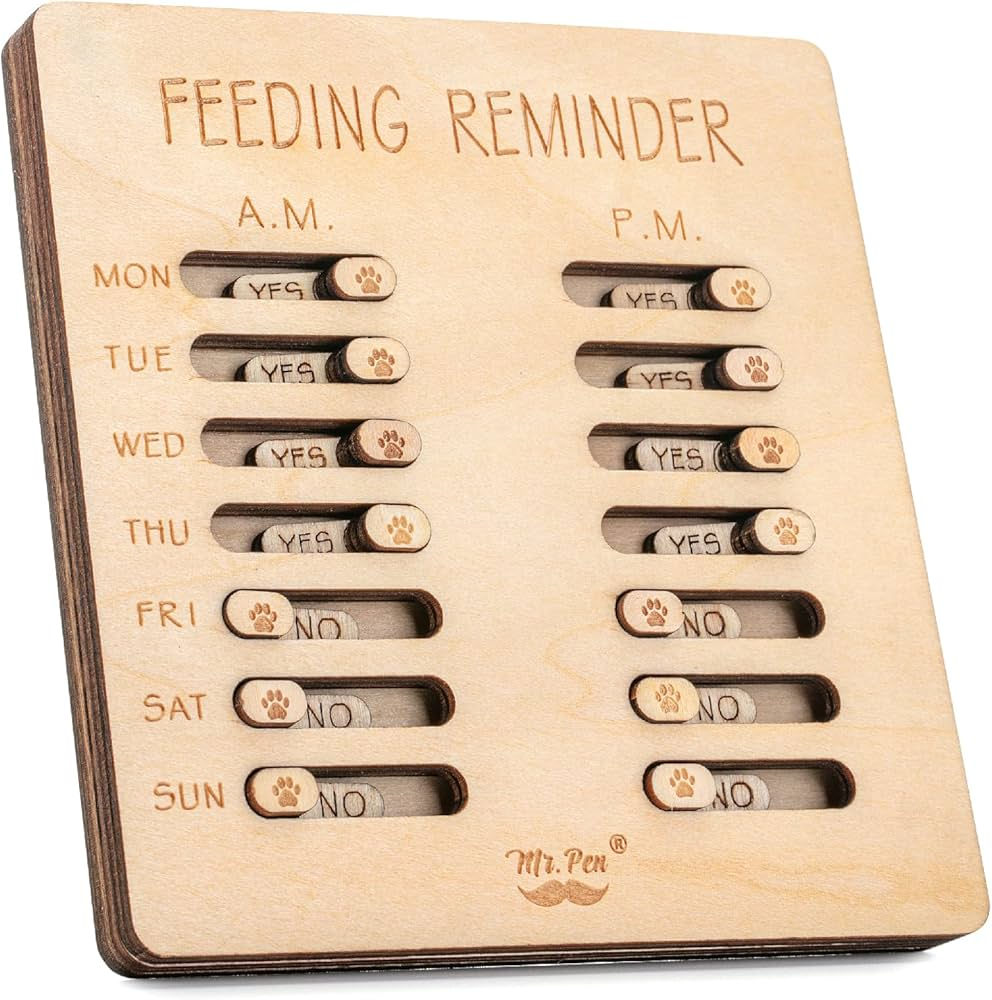 FEEDING REMINDER
A.M. P.M.
MON YES YES
TUE YES YES
WED YES YES
THU YES YES
FRI NO NO
SAT NO NO
SUN NO NO
Mr. Pen®